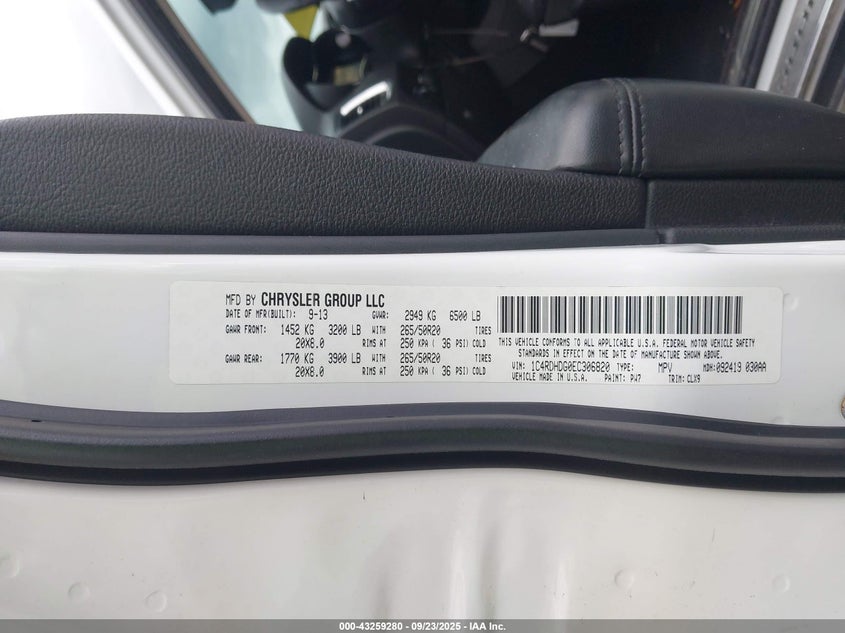 MFD BY CHRYSLER GROUP LLC
DATE OF MFR(BUILT): 9-13 GVWR: 2949 KG 6500 LB
GAWR FRONT: 1452 KG 3200 LB WITH 265/50R20 TIRES
20X8.0 RIMS AT 250 KPA ( 36 PSI) COLD
GAWR REAR: 1770 KG 3900 LB WITH 265/50R20 TIRES
20X8.0 RIMS AT 250 KPA ( 36 PSI) COLD
THIS VEHICLE CONFORMS TO ALL APPLICABLE U.S.A. FEDERAL MOTOR VEHICLE SAFETY
STANDARDS IN EFFECT ON THE DATE OF MANUFACTURE SHOWN ABOVE.
VIN: 1C4RDHDG0EC306820 TYPE: MPV MDH:092419 030AA
VEHICLE MADE IN U.S.A. PAINT: PW7 TRIM: CLX9
000-43259280 - 09/23/2025 - IAA Inc.